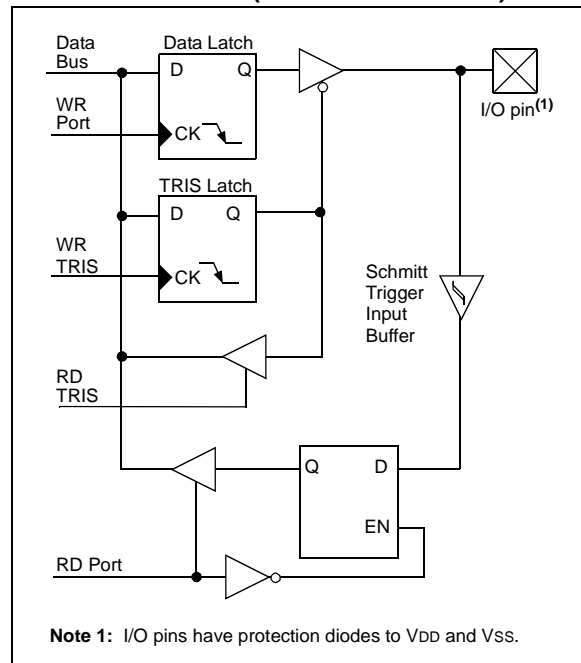 Data
Bus
Data Latch
D
Q
WR
Port
CK
I/O pin(1)
TRIS Latch
D
Q
WR
TRIS
CK
Schmitt
Trigger
Input
Buffer
RD
TRIS
Q
D
EN
RD Port
Note 1: I/O pins have protection diodes to VDD and VSS.